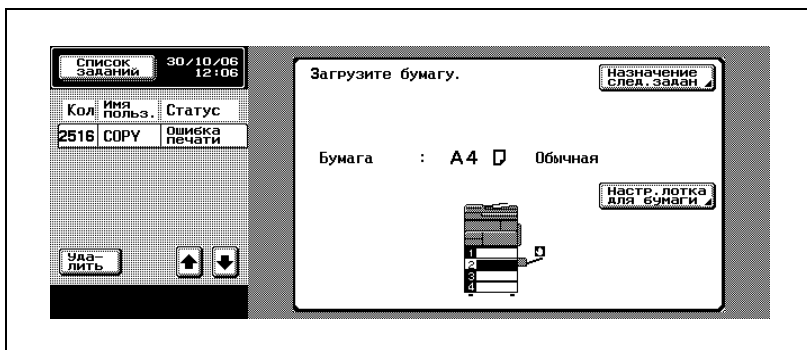 Список
заданий
30/10/06
12:06
Кол
Имя
польз.
Статус
2516
COPY
Ошибка
печати
Уда-
лить
Загрузите бумагу.
Назначение
след.задан
Бумага : A4 Обычная
Настр.лотка
для бумаги
1
2
3
4